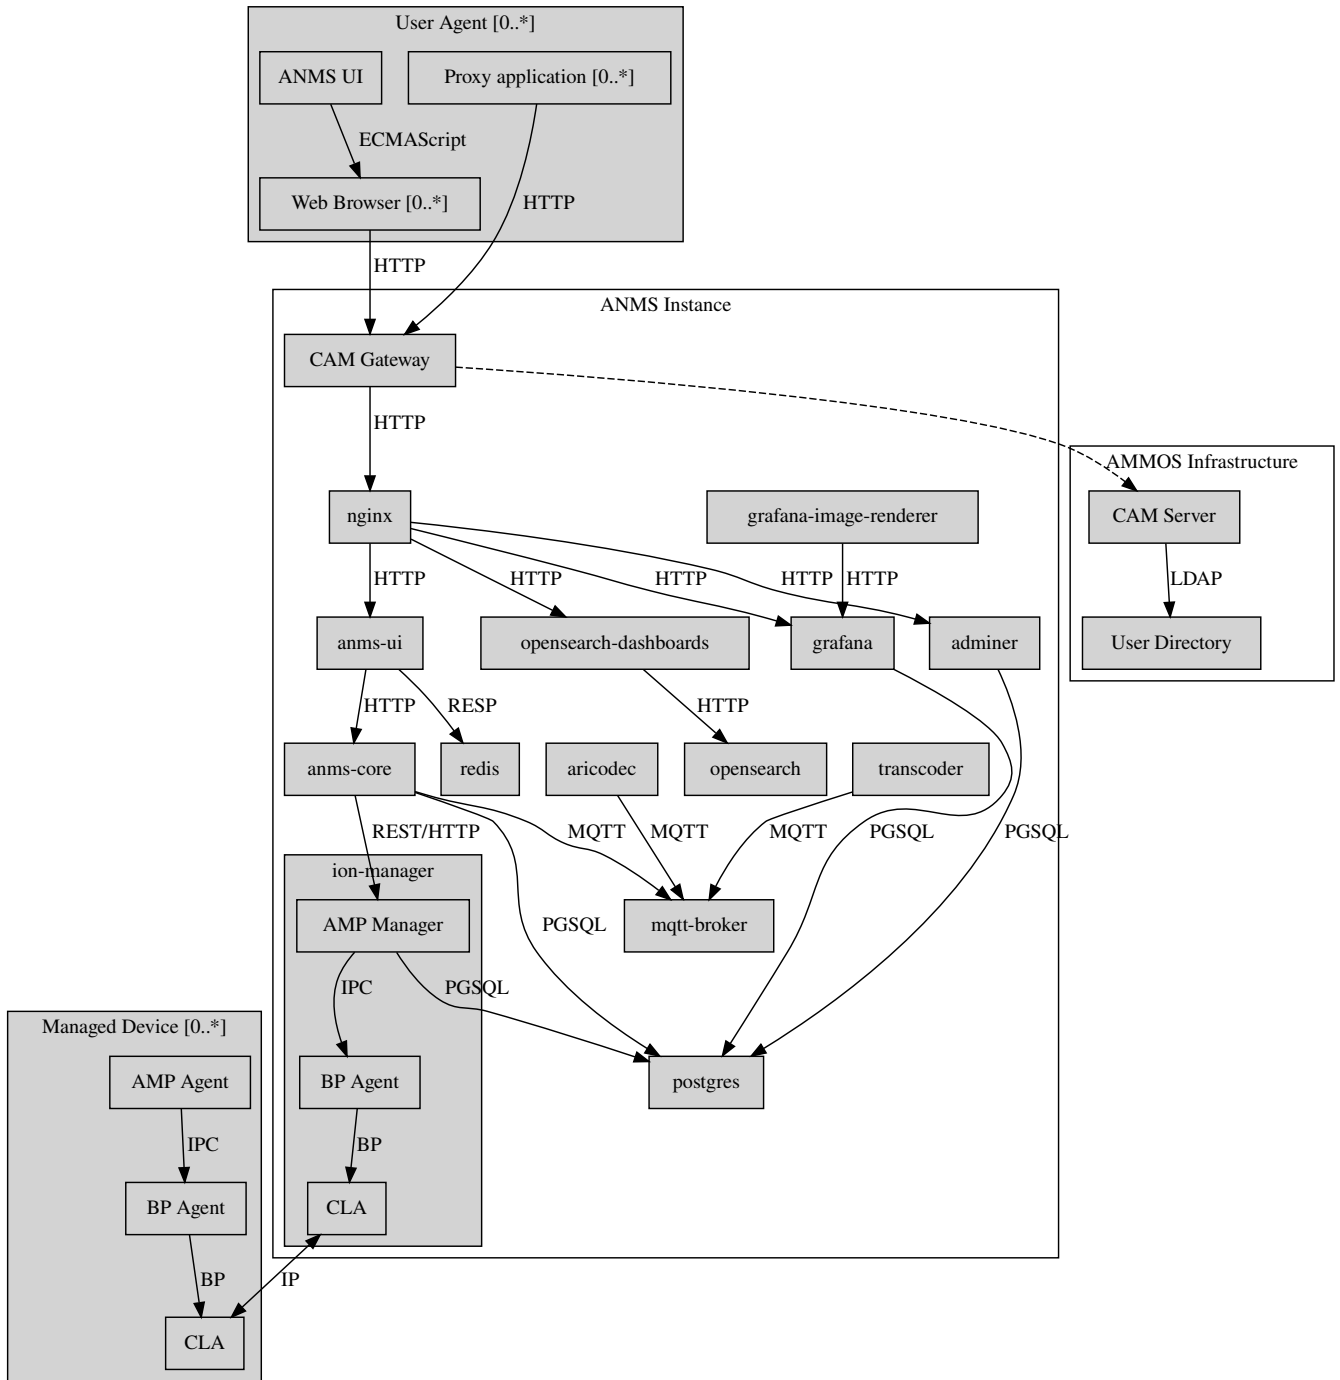 User Agent [0..*]
ANMS UI
Proxy application [0..*]
ECMAScript
Web Browser [0..*]
HTTP
HTTP
ANMS Instance
CAM Gateway
HTTP
AMMOS Infrastructure
nginx
grafana-image-renderer
CAM Server
HTTP
HTTP
HTTP
HTTP
HTTP
LDAP
anms-ui
opensearch-dashboards
grafana
adminer
User Directory
HTTP
RESP
HTTP
anms-core
redis
aricodec
opensearch
transcoder
REST/HTTP
MQTT
MQTT
MQTT
PGSQL
PGSQL
ion-manager
AMP Manager
PGSQL
mqtt-broker
IPC
PGSQL
Managed Device [0..*]
AMP Agent
BP Agent
postgres
IPC
BP
BP Agent
CLA
BP
IP
CLA